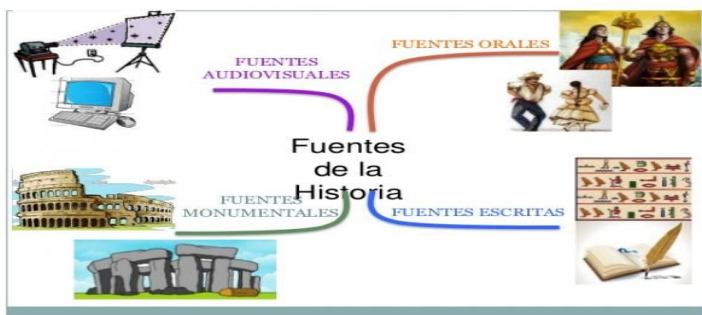 FUENTES
AUDIOVISUALES
FUENTES ORALES
Fuentes
de la
Historia
FUENTES
MONUMENTALES
FUENTES ESCRITAS